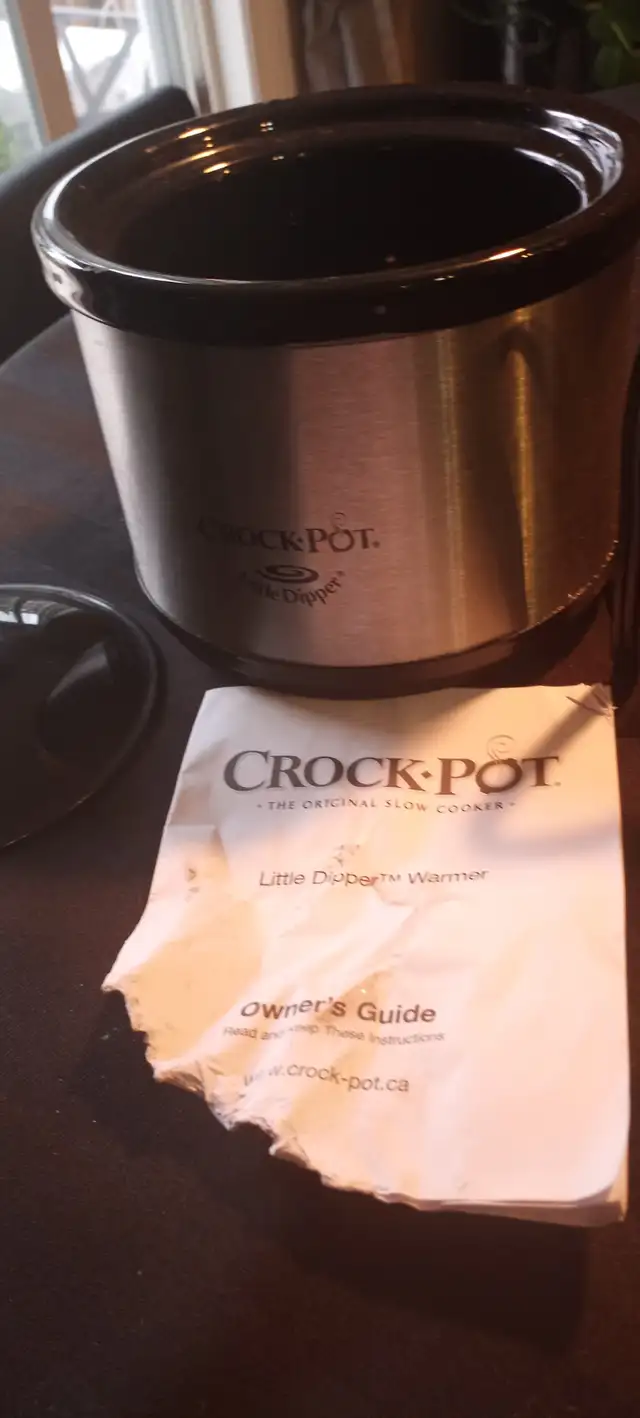 CROCK·POT®
Little Dipper®
CROCK·POT®
· THE ORIGINAL SLOW COOKER ·
Little Dipper™ Warmer
Owner's Guide
Read and Keep These Instructions
www.crock-pot.ca